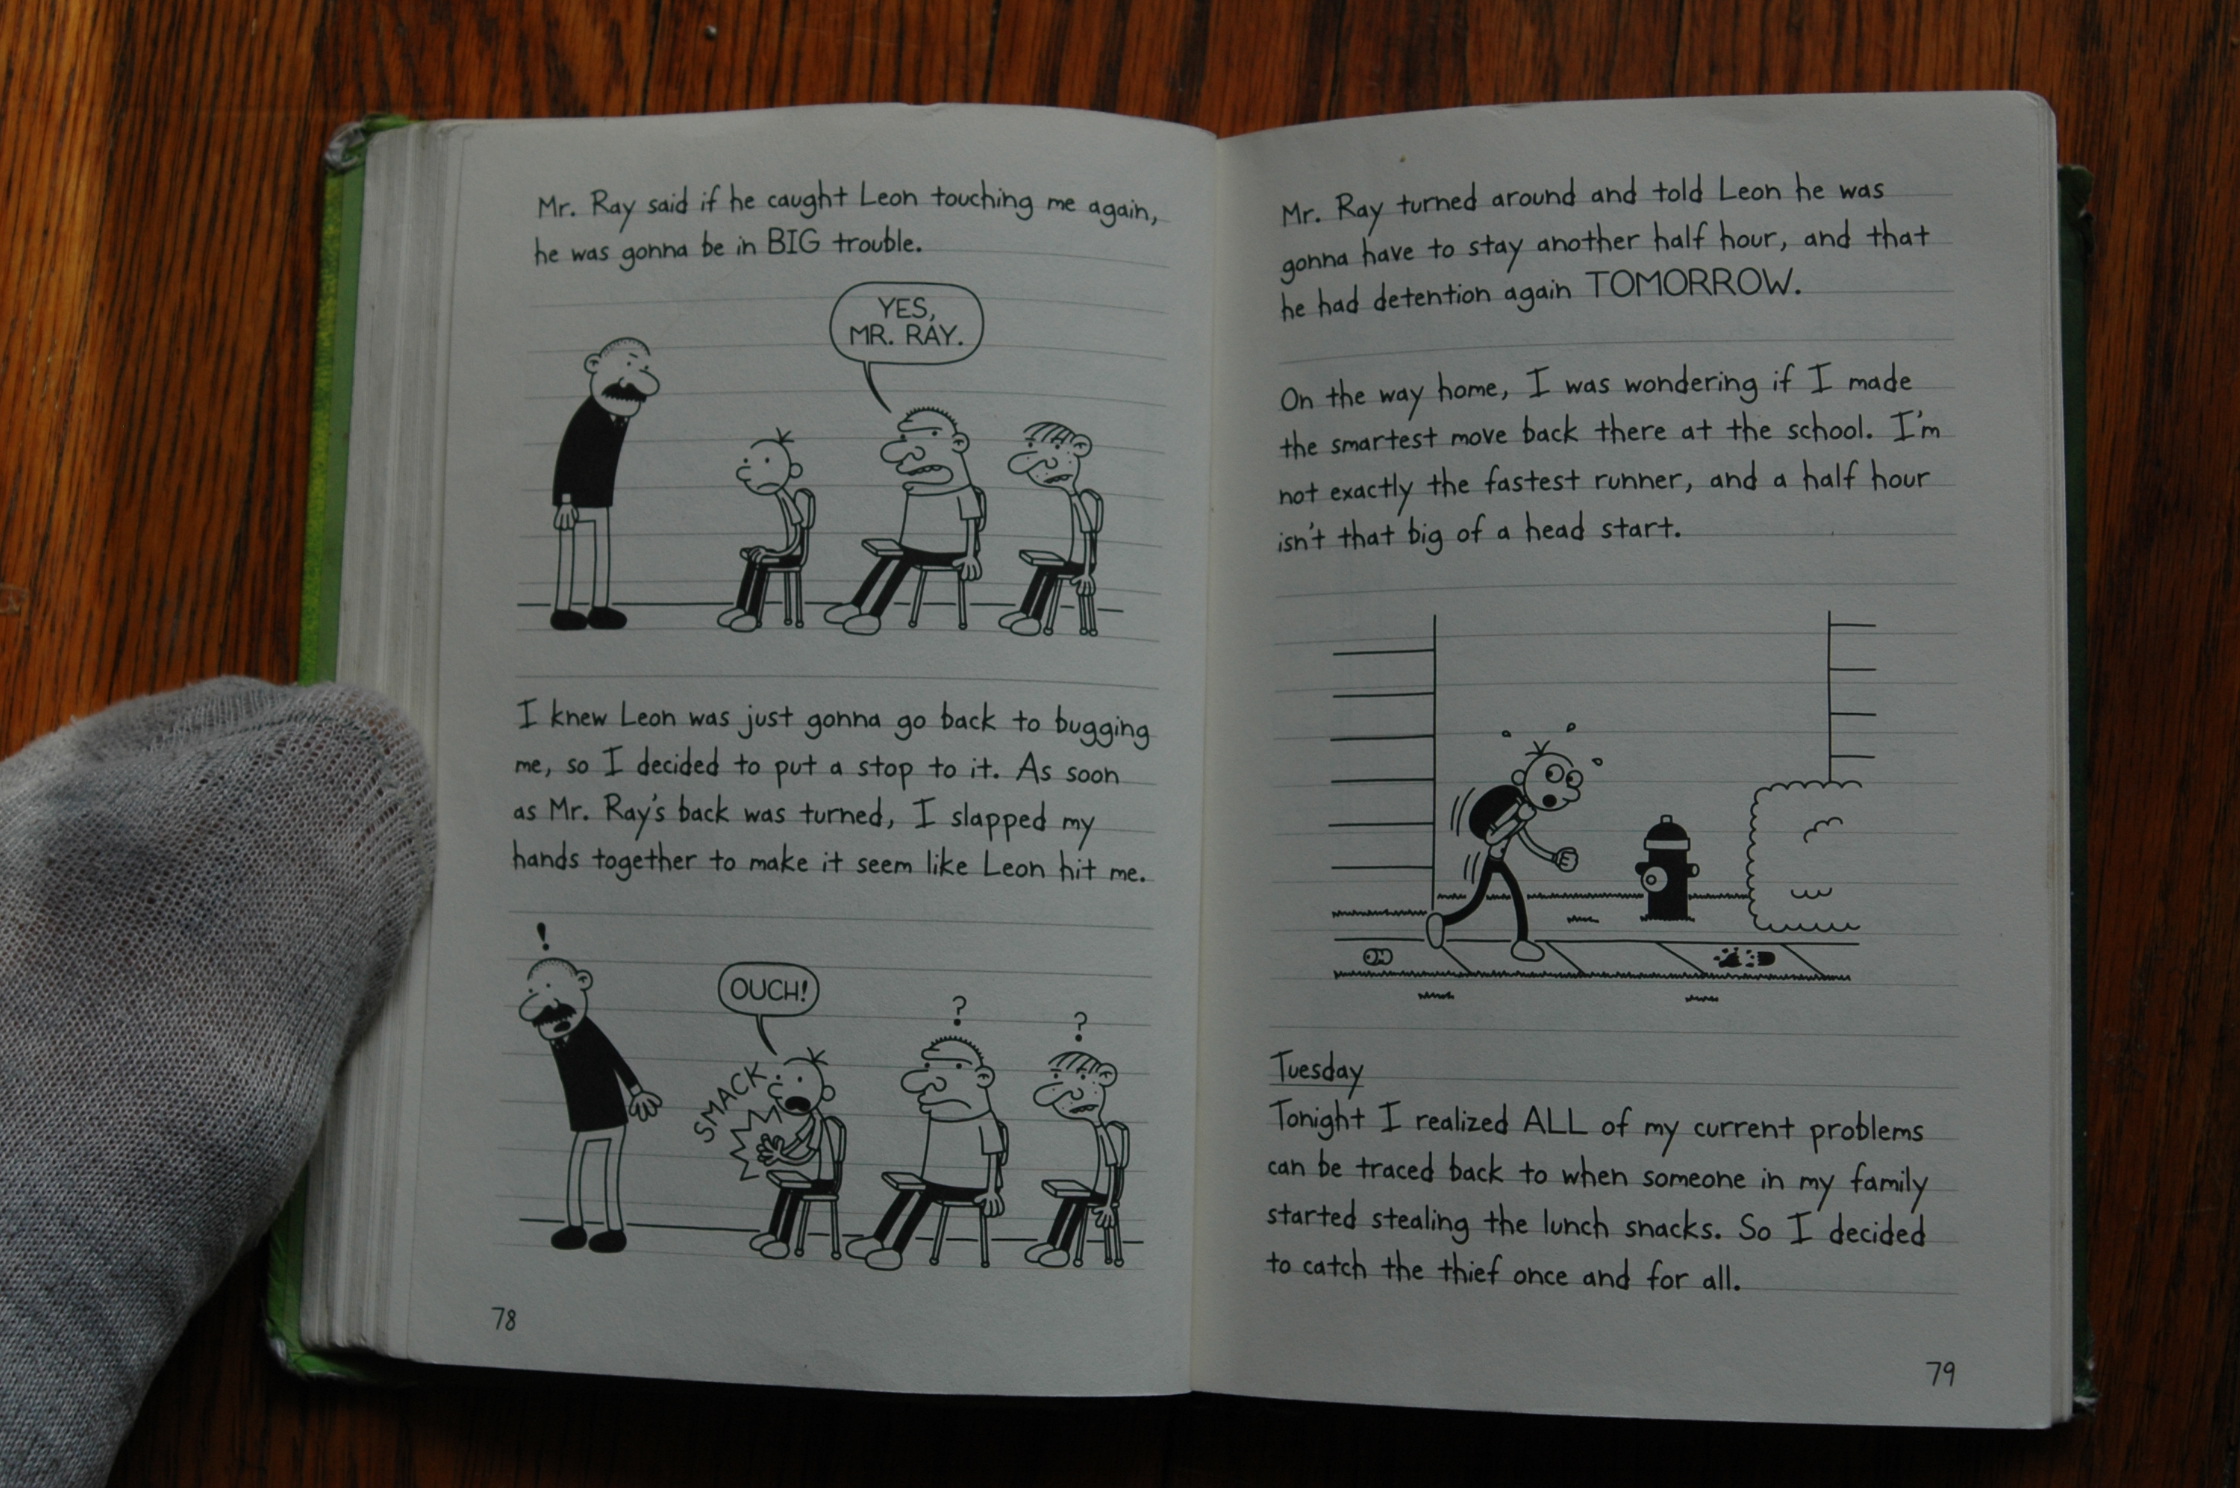 Mr. Ray said if he caught Leon touching me again,
he was gonna be in BIG trouble.
YES,
MR. RAY.
I knew Leon was just gonna go back to bugging
me, so I decided to put a stop to it. As soon
as Mr. Ray's back was turned, I slapped my
hands together to make it seem like Leon hit me.
!
OUCH!
?
?
SMACK
78
Mr. Ray turned around and told Leon he was
gonna have to stay another half hour, and that
he had detention again TOMORROW.
On the way home, I was wondering if I made
the smartest move back there at the school. I'm
not exactly the fastest runner, and a half hour
isn't that big of a head start.
Tuesday
Tonight I realized ALL of my current problems
can be traced back to when someone in my family
started stealing the lunch snacks. So I decided
to catch the thief once and for all.
79